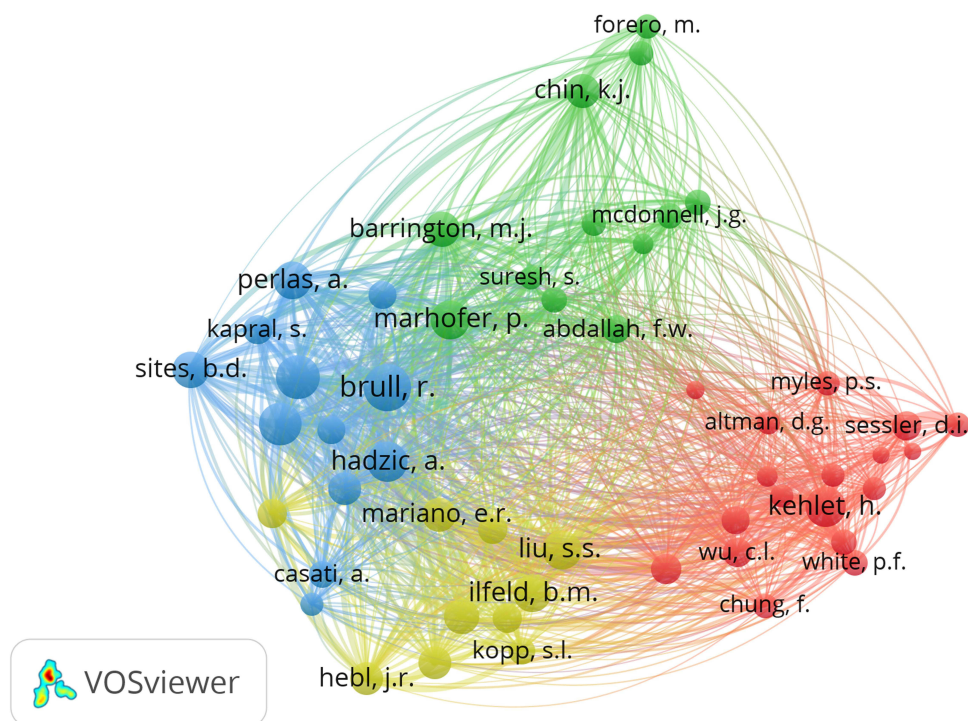 forero, m.
chin, k.j.
mcdonnell, j.g.
barrington, m.j.
suresh, s.
perlas, a.
marhofer, p.
kapral, s.
abdallah, f.w.
sites, b.d.
brull, r.
myles, p.s.
altman, d.g.
sessler, d.i.
hadzic, a.
kehlet, h.
mariano, e.r.
liu, s.s.
wu, c.l.
white, p.f.
casati, a.
ilfeld, b.m.
chung, f.
kopp, s.l.
hebl, j.r.
VOSviewer